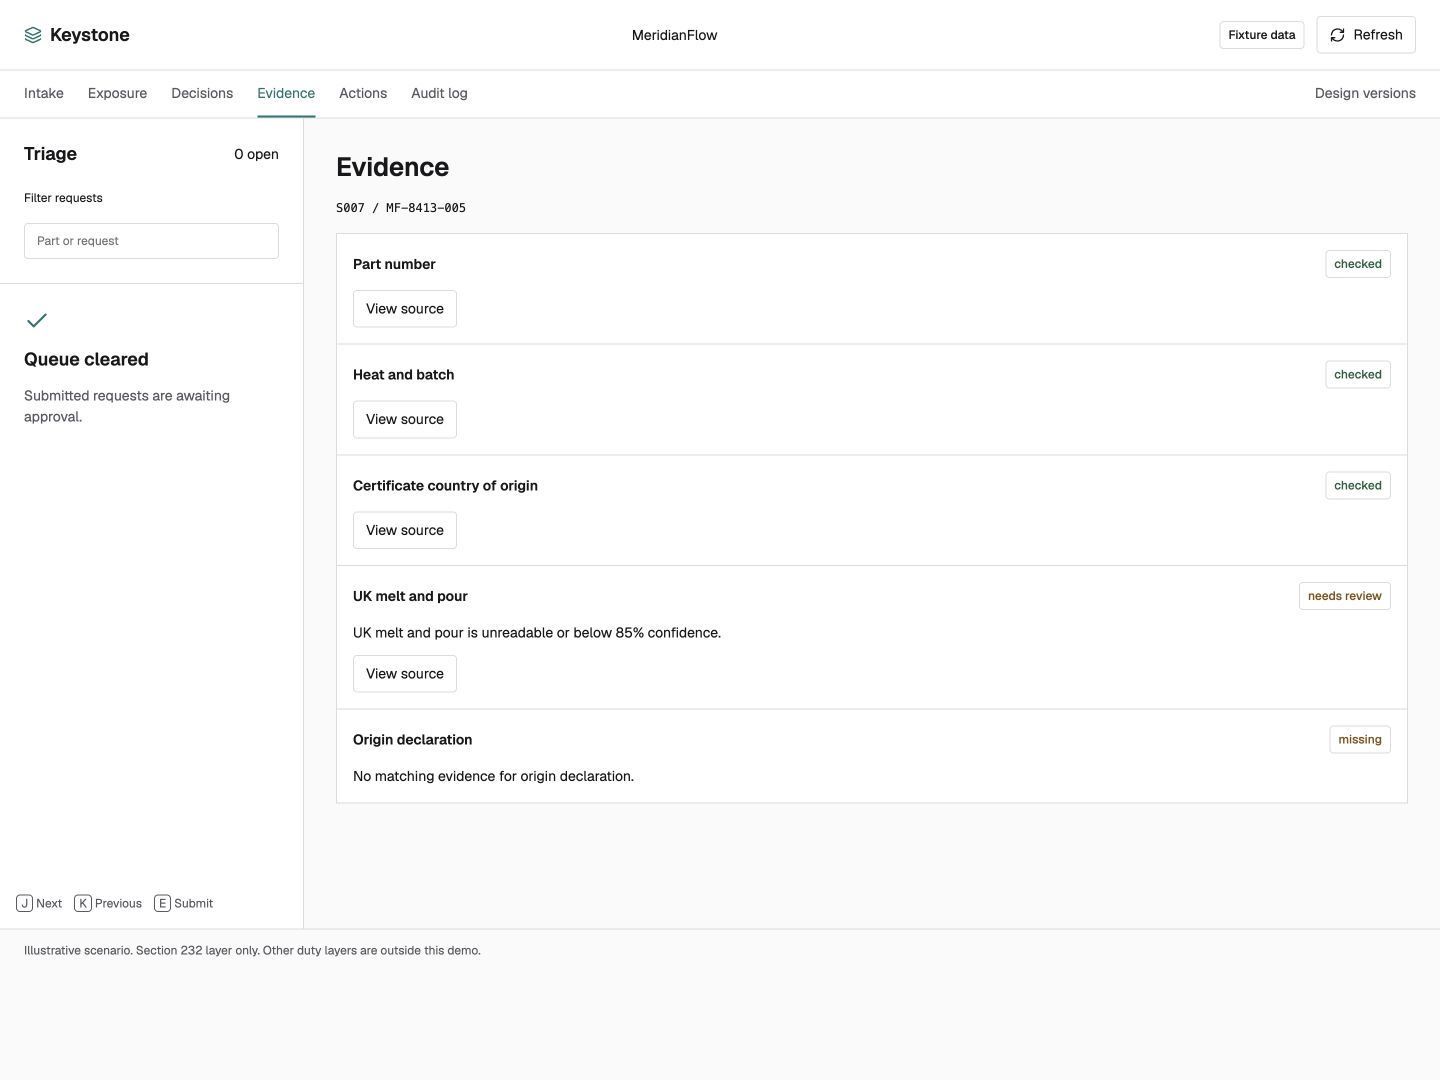 Keystone
MeridianFlow
Fixture data
Refresh
Intake
Exposure
Decisions
Evidence
Actions
Audit log
Design versions
Triage
0 open
Filter requests
Part or request
Queue cleared
Submitted requests are awaiting
approval.
J Next
K Previous
E Submit
Evidence
S007 / MF-8413-005
Part number
checked
View source
Heat and batch
checked
View source
Certificate country of origin
checked
View source
UK melt and pour
needs review
UK melt and pour is unreadable or below 85% confidence.
View source
Origin declaration
missing
No matching evidence for origin declaration.
Illustrative scenario. Section 232 layer only. Other duty layers are outside this demo.